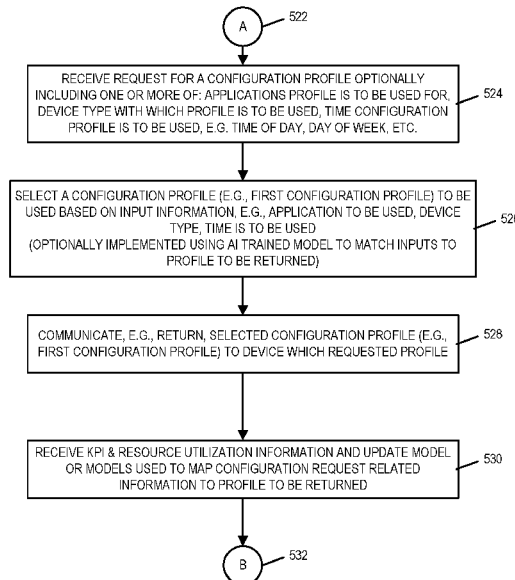 A
522
RECEIVE REQUEST FOR A CONFIGURATION PROFILE OPTIONALLY
INCLUDING ONE OR MORE OF: APPLICATIONS PROFILE IS TO BE USED FOR,
DEVICE TYPE WITH WHICH PROFILE IS TO BE USED, TIME CONFIGURATION
PROFILE IS TO BE USED, E.G. TIME OF DAY, DAY OF WEEK, ETC.
524
SELECT A CONFIGURATION PROFILE (E.G., FIRST CONFIGURATION PROFILE) TO BE
USED BASED ON INPUT INFORMATION, E.G., APPLICATION TO BE USED, DEVICE
TYPE, TIME IS TO BE USED
(OPTIONALLY IMPLEMENTED USING AI TRAINED MODEL TO MATCH INPUTS TO
PROFILE TO BE RETURNED)
COMMUNICATE, E.G., RETURN, SELECTED CONFIGURATION PROFILE (E.G.,
FIRST CONFIGURATION PROFILE) TO DEVICE WHICH REQUESTED PROFILE
528
RECEIVE KPI & RESOURCE UTILIZATION INFORMATION AND UPDATE MODEL
OR MODELS USED TO MAP CONFIGURATION REQUEST RELATED
INFORMATION TO PROFILE TO BE RETURNED
530
B
532